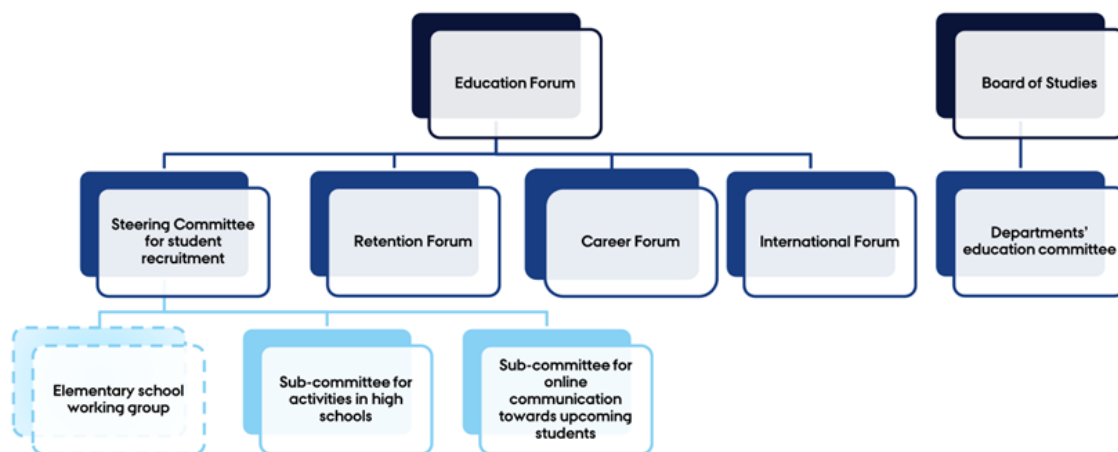 Education Forum
Board of Studies
Steering Committee
for student
recruitment
Retention Forum
Career Forum
International Forum
Departments'
education committee
Elementary school
working group
Sub-committee for
activities in high
schools
Sub-committee for
online
communication
towards upcoming
students